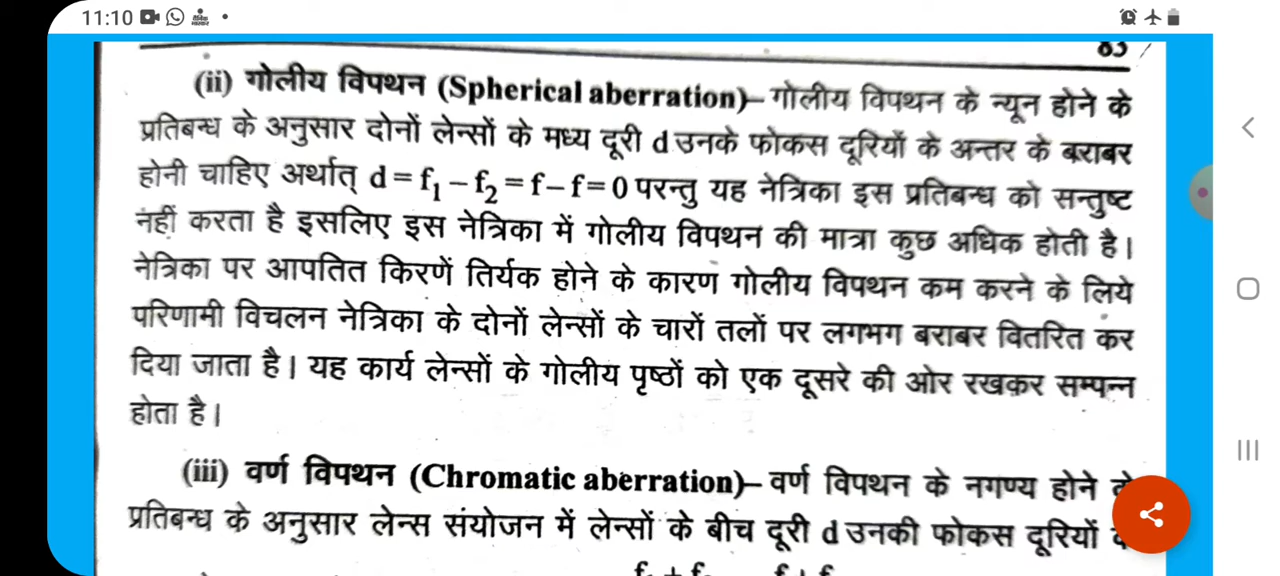 11:10
83
(ii) गोलीय विपथन (Spherical aberration)– गोलीय विपथन के न्यून होने के
प्रतिबन्ध के अनुसार दोनों लेन्सों के मध्य दूरी d उनके फोकस दूरियों के अन्तर के बराबर
होनी चाहिए अर्थात् d = f₁ – f₂ = f – f = 0 परन्तु यह नेत्रिका इस प्रतिबन्ध को सन्तुष्ट
नहीं करता है इसलिए इस नेत्रिका में गोलीय विपथन की मात्रा कुछ अधिक होती है।
नेत्रिका पर आपतित किरणें तिर्यक होने के कारण गोलीय विपथन कम करने के लिये
परिणामी विचलन नेत्रिका के दोनों लेन्सों के चारों तलों पर लगभग बराबर वितरित कर
दिया जाता है। यह कार्य लेन्सों के गोलीय पृष्ठों को एक दूसरे की ओर रखकर सम्पन्न
होता है।
(iii) वर्ण विपथन (Chromatic aberration)– वर्ण विपथन के नगण्य होने
प्रतिबन्ध के अनुसार लेन्स संयोजन में लेन्सों के बीच दूरी d उनकी फोकस दूरियों